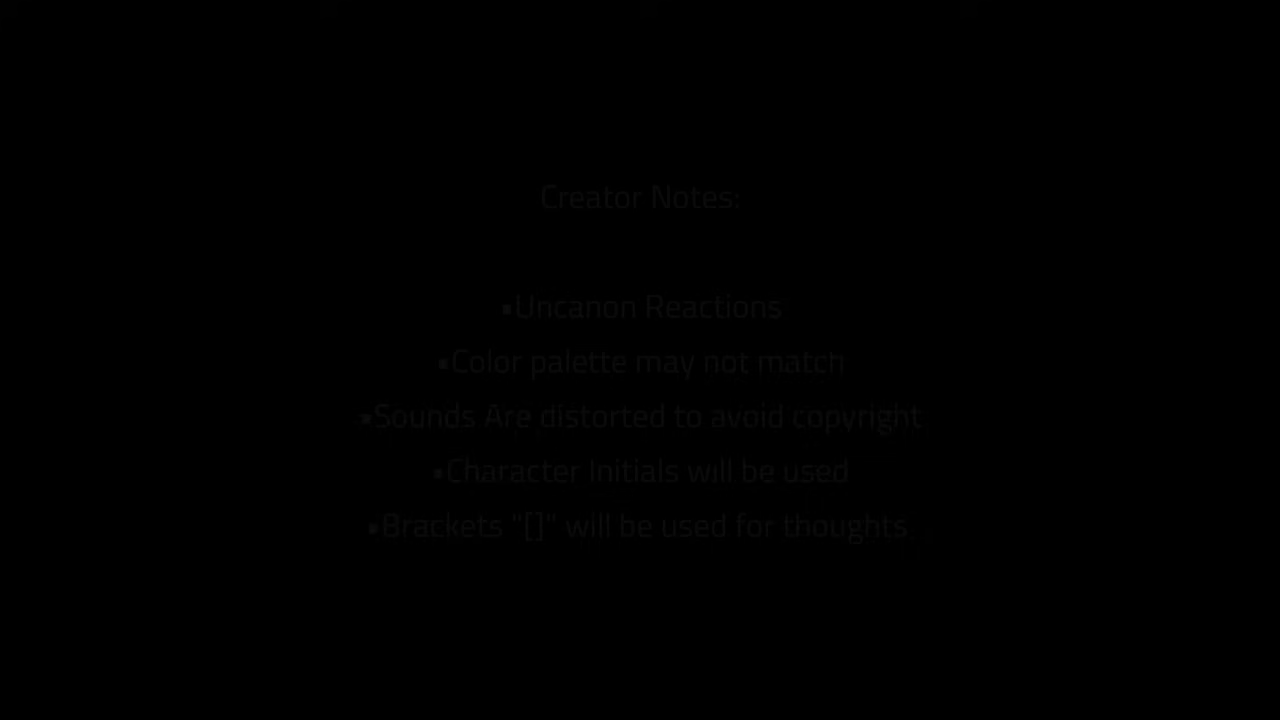 Creator Notes:
▪Uncanon Reactions
▪Color palette may not match
▪Sounds Are distorted to avoid copyright
▪Character Initials will be used
▪Brackets "[]" will be used for thoughts